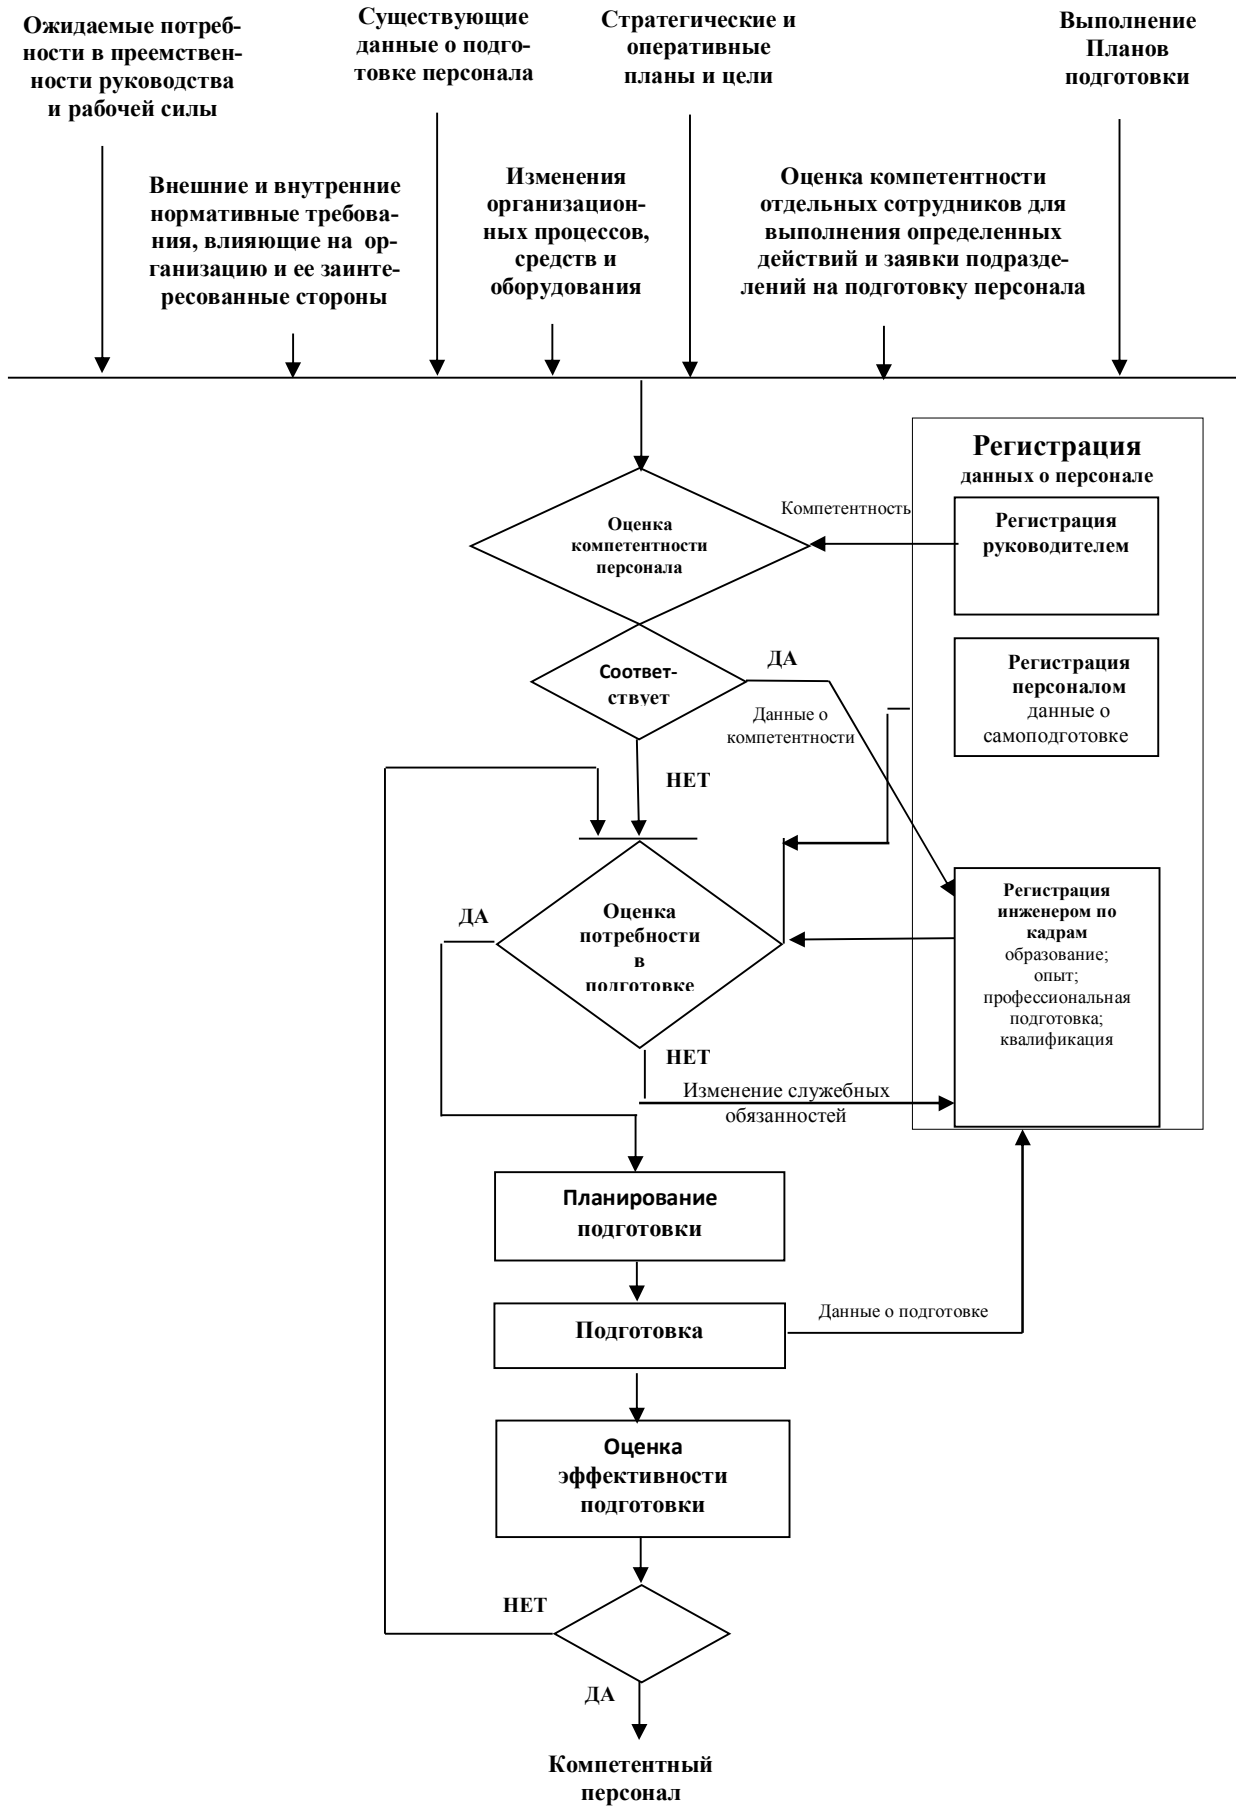 Ожидаемые потреб-
ности в преемствен-
ности руководства
и рабочей силы
Существующие
данные о подго-
товке персонала
Стратегические и
оперативные
планы и цели
Выполнение
Планов
подготовки
Внешние и внутренние
нормативные требова-
ния, влияющие на ор-
ганизацию и ее заинте-
ресованные стороны
Изменения
организацион-
ных процессов,
средств и
оборудования
Оценка компетентности
отдельных сотрудников для
выполнения определенных
действий и заявки подразде-
лений на подготовку персонала
Регистрация
данных о персонале
Компетентность
Регистрация
руководителем
Оценка
компетентности
персонала
Соответ-
ствует
ДА
Данные о
компетентности
Регистрация
персоналом
данные о
самоподготовке
НЕТ
ДА
Оценка
потребности
в
подготовке
Регистрация
инженером по
кадрам
образование;
опыт;
профессиональная
подготовка;
квалификация
НЕТ
Изменение служебных
обязанностей
Планирование
подготовки
Подготовка
Данные о подготовке
Оценка
эффективности
подготовки
НЕТ
ДА
Компетентный
персонал